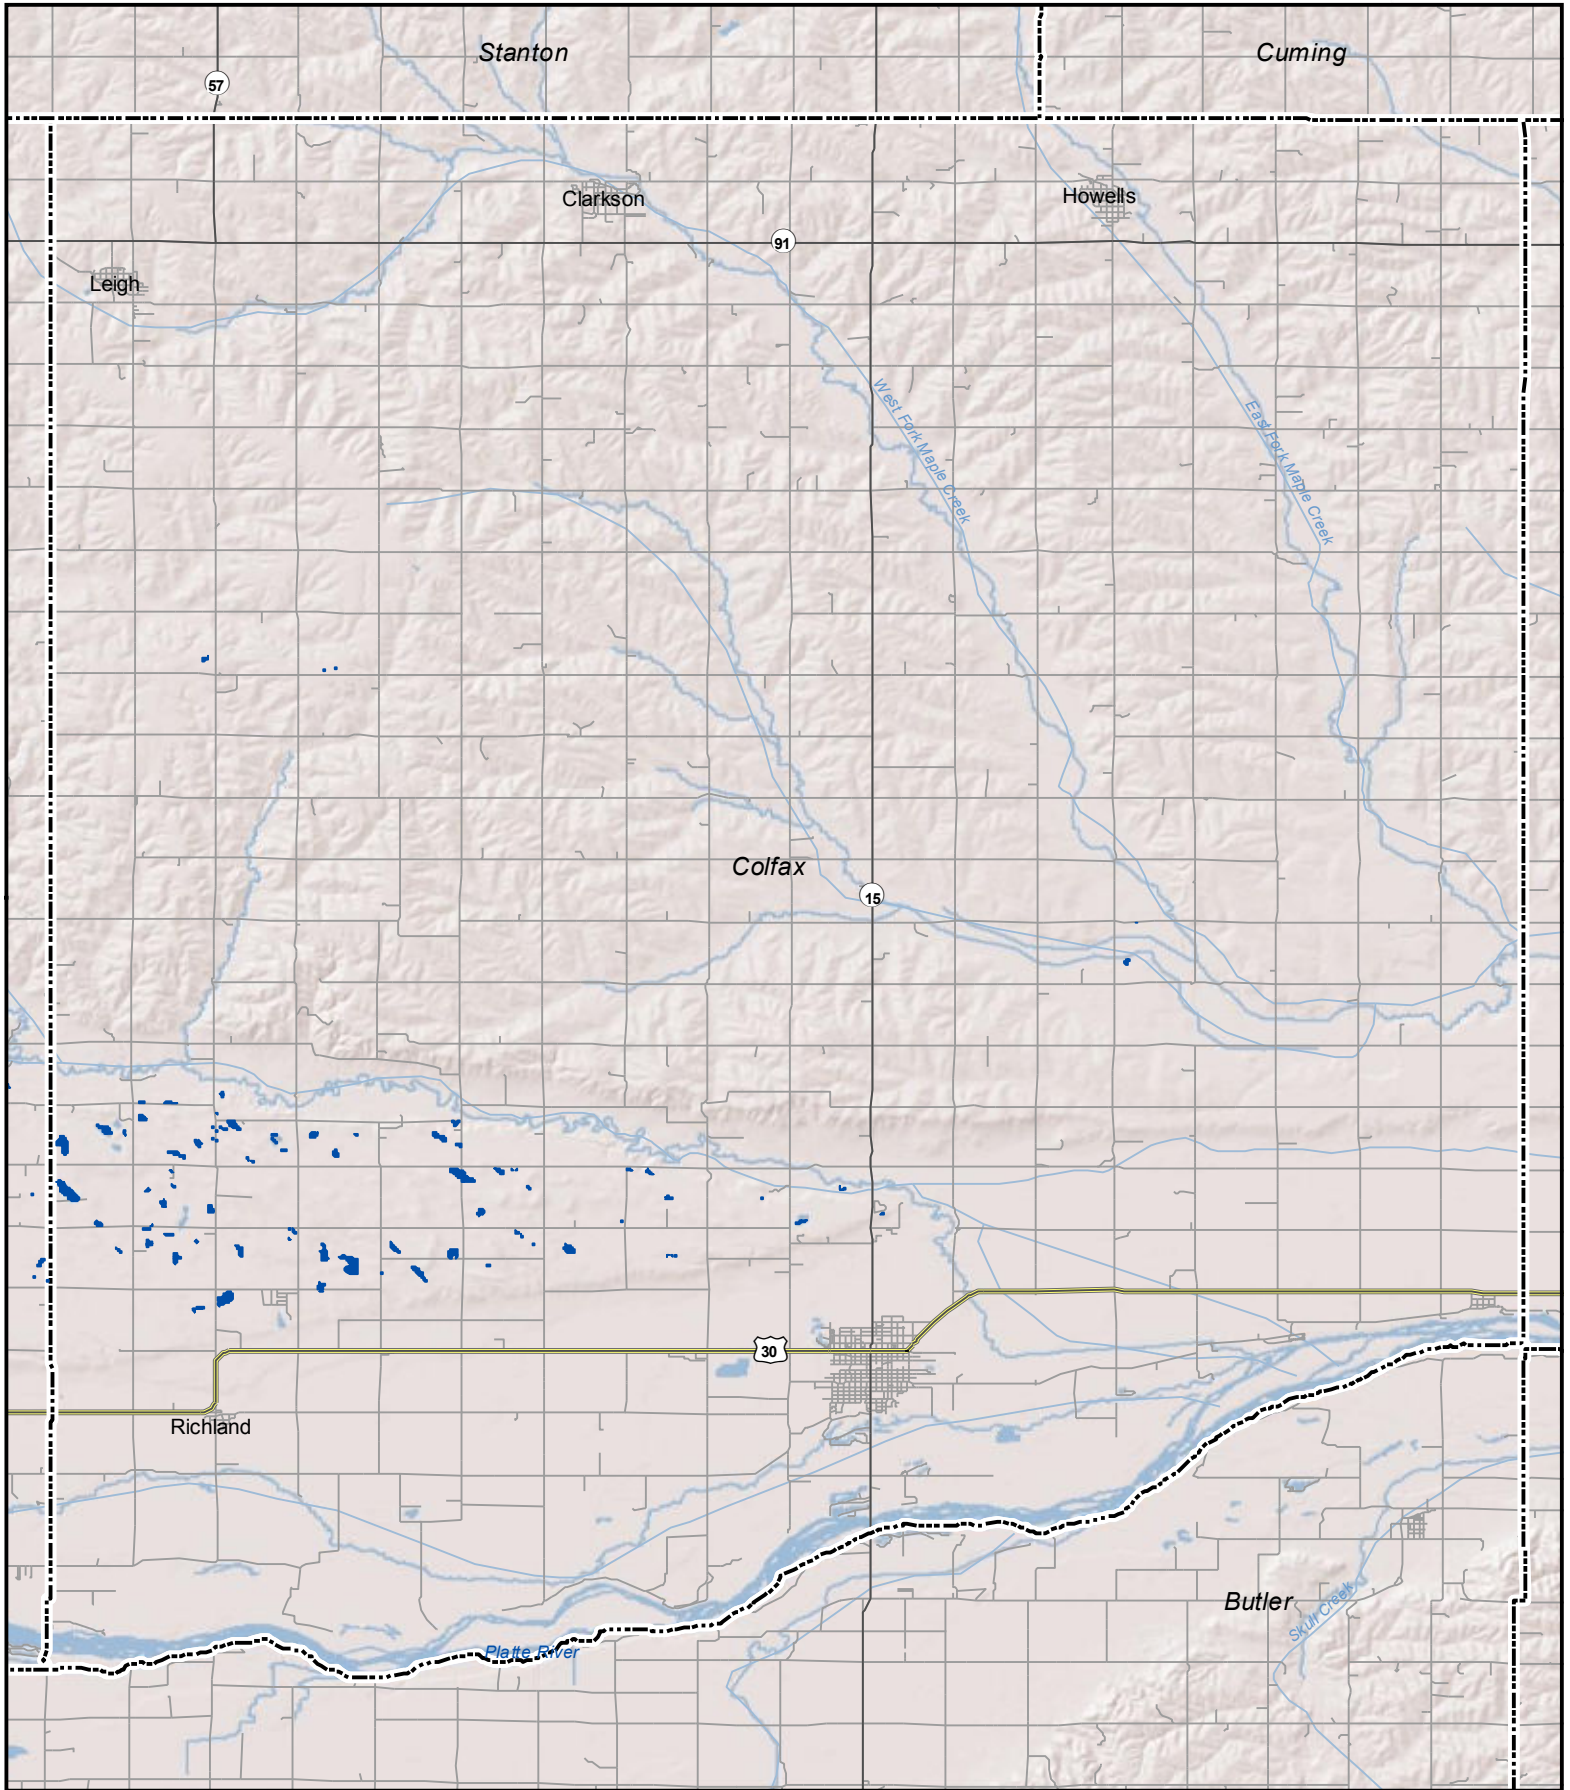 Stanton
Cuming
57
Clarkson
Howells
91
Leigh
West Fork Maple Creek
East Fork Maple Creek
Colfax
15
30
Richland
Butler
Skull Creek
Platte River